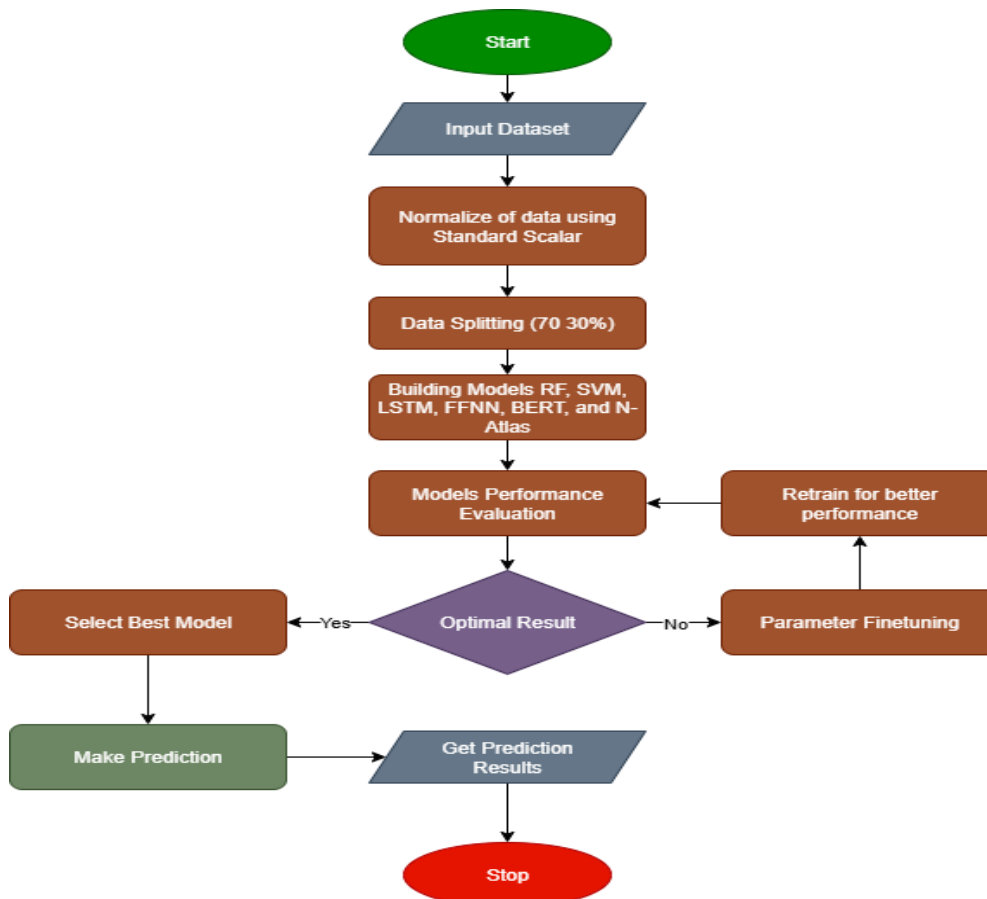 Start
Input Dataset
Normalize of data using
Standard Scalar
Data Splitting (70 30%)
Building Models RF, SVM,
LSTM, FFNN, BERT, and N-
Atlas
Models Performance
Evaluation
Retrain for better
performance
Select Best Model
Yes
Optimal Result
No
Parameter Finetuning
Make Prediction
Get Prediction
Results
Stop